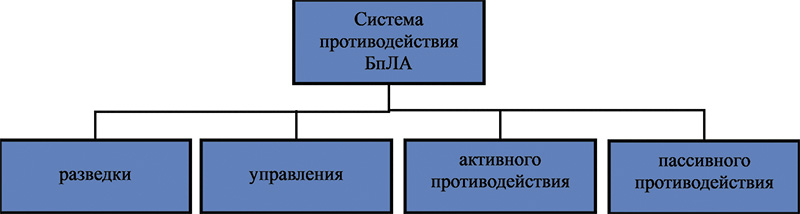 Система
противодействия
БпЛА
разведки
управления
активного
противодействия
пассивного
противодействия